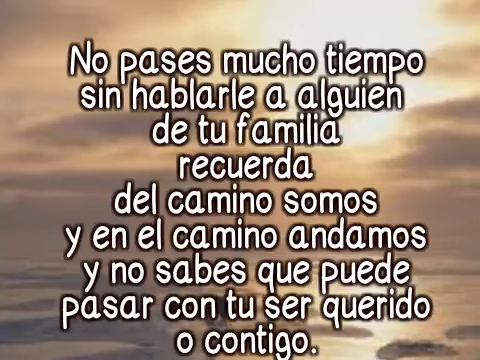 No pases mucho tiempo
sin hablarle a alguien
de tu familia
recuerda
del camino somos
y en el camino andamos
y no sabes que puede
pasar con tu ser querido
o contigo.